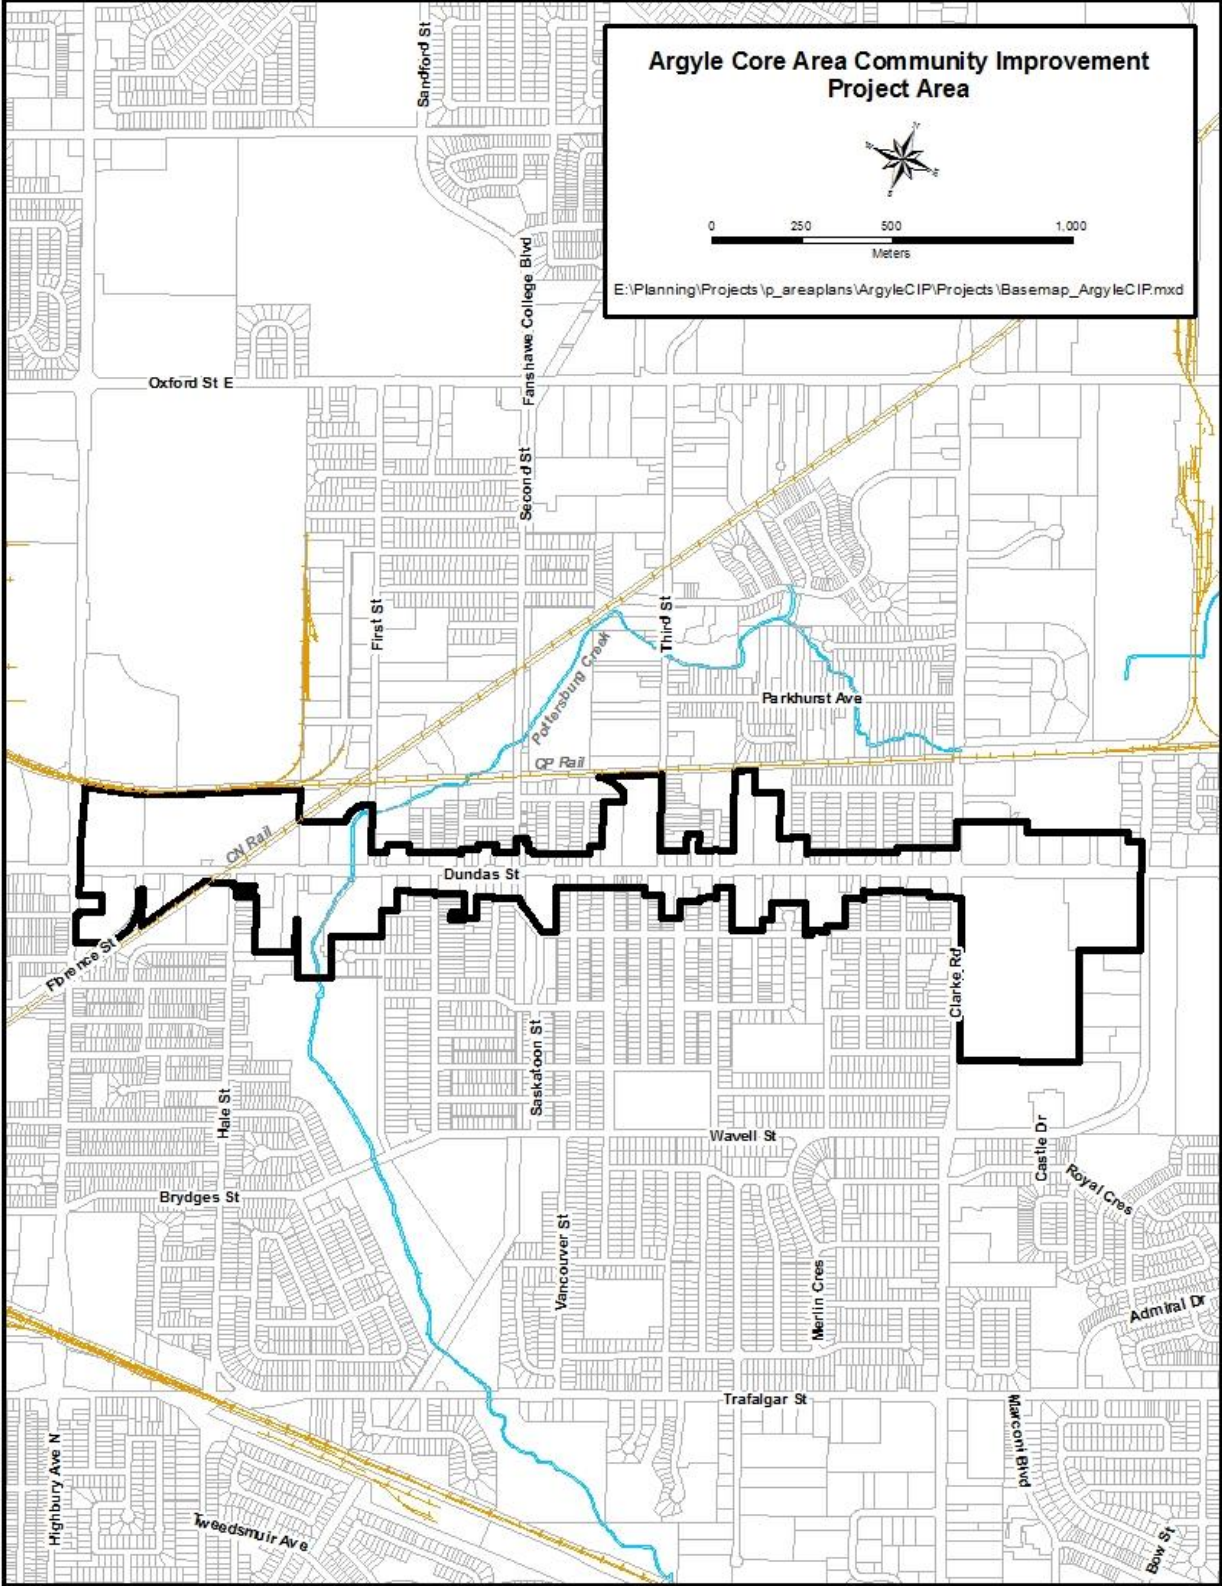 Sandford St
Argyle Core Area Community Improvement
Project Area
N
W
E
S
0 250 500 1,000
Meters
E:\Planning\Projects\p_areaplans\ArgyleCIP\Projects\Basemap_ArgyleCIP.mxd
Fanshawe College Blvd
Oxford St E
Second St
First St
Third St
Pottersburg Creek
Parkhurst Ave
CP Rail
CN Rail
Dundas St
Florence St
Clarke Rd
Saskatoon St
Hale St
Wavell St
Castle Dr
Royal Cres
Brydges St
Vancouver St
Merlin Cres
Admiral Dr
Trafalgar St
Marconi Blvd
Highbury Ave N
Tweedsmuir Ave
Bow St